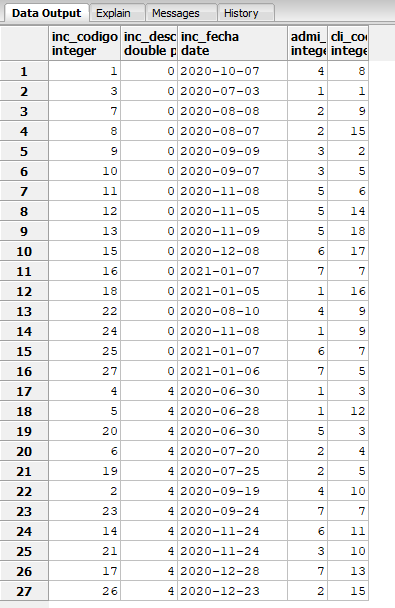 Data Output Explain Messages History
inc_codigo inc_desc inc_fecha admi_ cli_co
integer double p date intege intege
1 1 0 2020-10-07 4 8
2 3 0 2020-07-03 1 1
3 7 0 2020-08-08 2 9
4 8 0 2020-08-07 2 15
5 9 0 2020-09-09 3 2
6 10 0 2020-09-07 3 5
7 11 0 2020-11-08 5 6
8 12 0 2020-11-05 5 14
9 13 0 2020-11-09 5 18
10 15 0 2020-12-08 6 17
11 16 0 2021-01-07 7 7
12 18 0 2021-01-05 1 16
13 22 0 2020-08-10 4 9
14 24 0 2020-11-08 1 9
15 25 0 2021-01-07 6 7
16 27 0 2021-01-06 7 5
17 4 4 2020-06-30 1 3
18 5 4 2020-06-28 1 12
19 20 4 2020-06-30 5 3
20 6 4 2020-07-20 2 4
21 19 4 2020-07-25 2 5
22 2 4 2020-09-19 4 10
23 23 4 2020-09-24 7 7
24 14 4 2020-11-24 6 11
25 21 4 2020-11-24 3 10
26 17 4 2020-12-28 7 13
27 26 4 2020-12-23 2 15